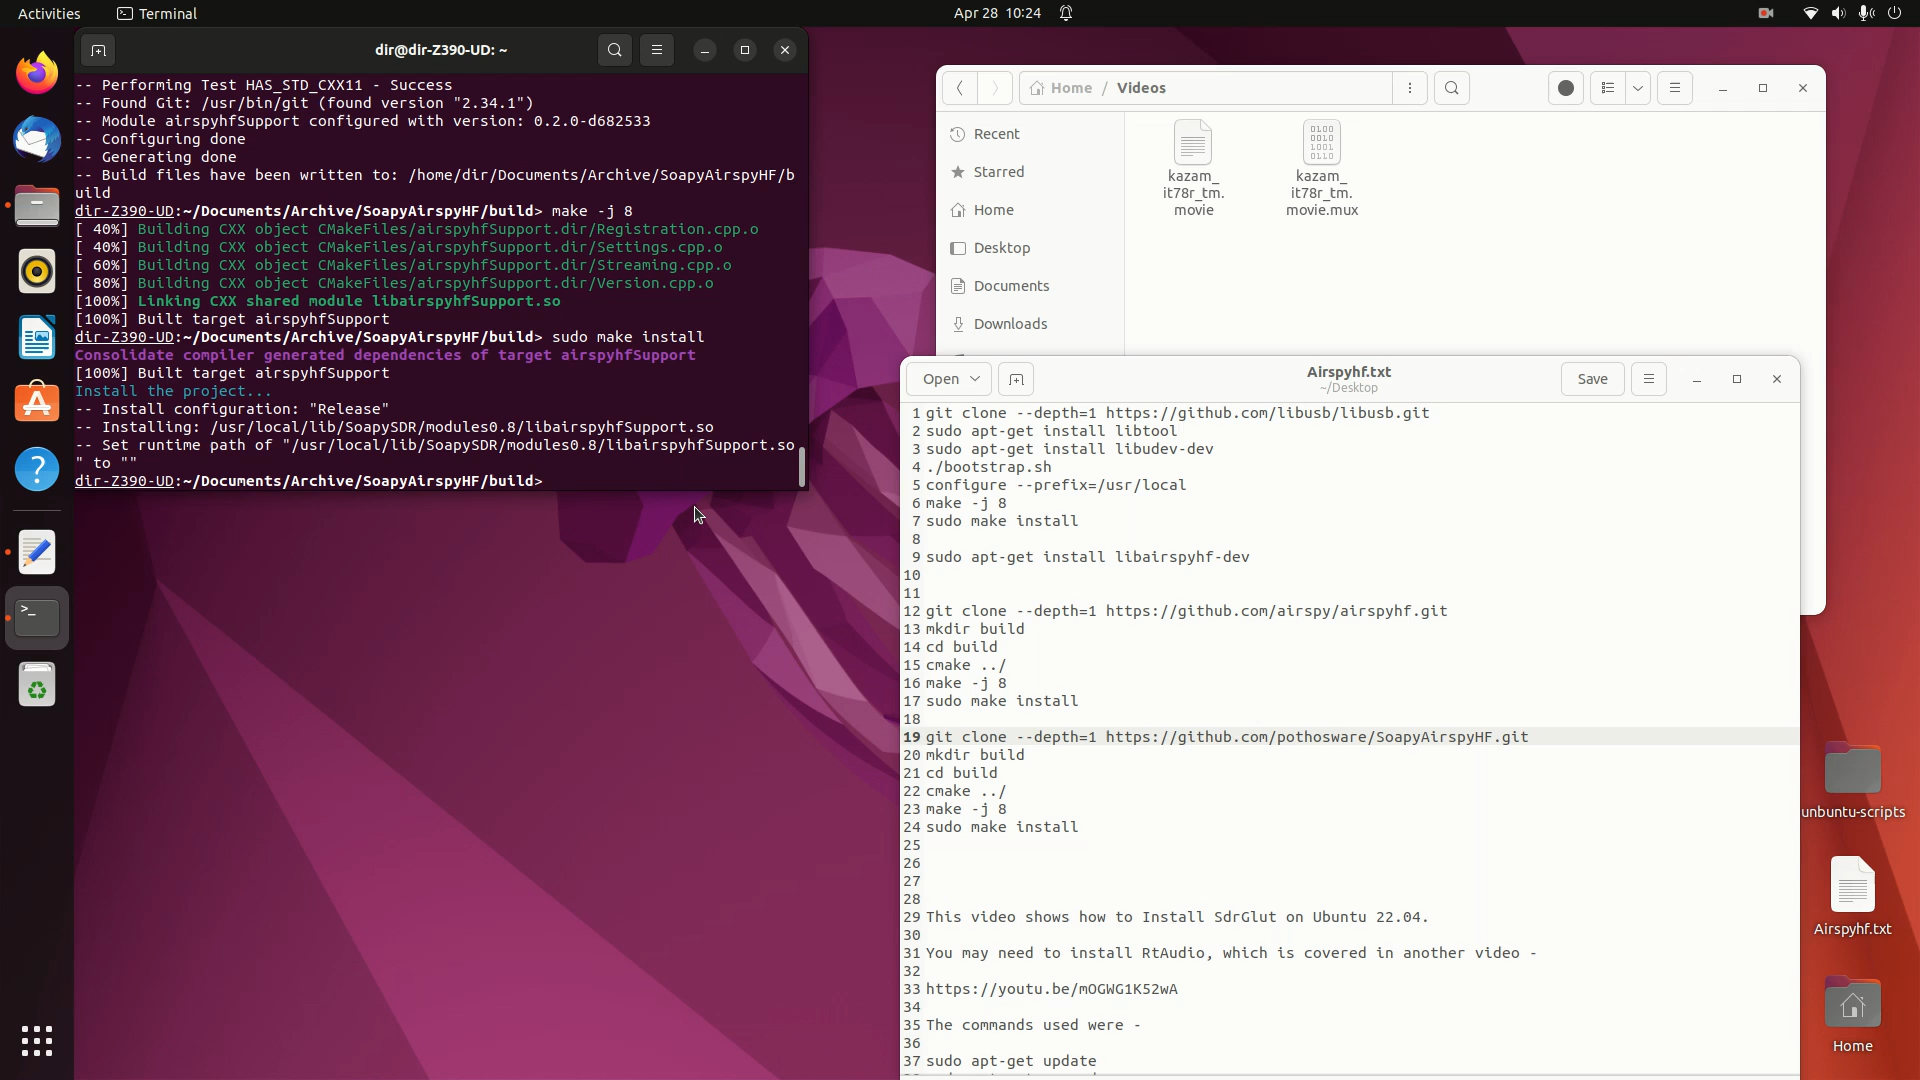 Activities
Terminal
Apr 28 10:24
dir@dir-Z390-UD: ~
-- Performing Test HAS_STD_CXX11 - Success
-- Found Git: /usr/bin/git (found version "2.34.1")
-- Module airspyhfSupport configured with version: 0.2.0-d682533
-- Configuring done
-- Generating done
-- Build files have been written to: /home/dir/Documents/Archive/SoapyAirspyHF/b
uild
dir-Z390-UD:~/Documents/Archive/SoapyAirspyHF/build> make -j 8
[ 40%] Building CXX object CMakeFiles/airspyhfSupport.dir/Registration.cpp.o
[ 40%] Building CXX object CMakeFiles/airspyhfSupport.dir/Settings.cpp.o
[ 60%] Building CXX object CMakeFiles/airspyhfSupport.dir/Streaming.cpp.o
[ 80%] Building CXX object CMakeFiles/airspyhfSupport.dir/Version.cpp.o
[100%] Linking CXX shared module libairspyhfSupport.so
[100%] Built target airspyhfSupport
dir-Z390-UD:~/Documents/Archive/SoapyAirspyHF/build> sudo make install
Consolidate compiler generated dependencies of target airspyhfSupport
[100%] Built target airspyhfSupport
Install the project...
-- Install configuration: "Release"
-- Installing: /usr/local/lib/SoapySDR/modules0.8/libairspyhfSupport.so
-- Set runtime path of "/usr/local/lib/SoapySDR/modules0.8/libairspyhfSupport.so
" to ""
dir-Z390-UD:~/Documents/Archive/SoapyAirspyHF/build>
Home / Videos
Recent
Starred
Home
Desktop
Documents
Downloads
kazam_
it78r_tm.
movie
0100
0010
1001
0110
kazam_
it78r_tm.
movie.mux
Open
Airspyhf.txt
~/Desktop
Save
1 git clone --depth=1 https://github.com/libusb/libusb.git
2 sudo apt-get install libtool
3 sudo apt-get install libudev-dev
4 ./bootstrap.sh
5 configure --prefix=/usr/local
6 make -j 8
7 sudo make install
8
9 sudo apt-get install libairspyhf-dev
10
11
12 git clone --depth=1 https://github.com/airspy/airspyhf.git
13 mkdir build
14 cd build
15 cmake ../
16 make -j 8
17 sudo make install
18
19 git clone --depth=1 https://github.com/pothosware/SoapyAirspyHF.git
20 mkdir build
21 cd build
22 cmake ../
23 make -j 8
24 sudo make install
25
26
27
28
29 This video shows how to Install SdrGlut on Ubuntu 22.04.
30
31 You may need to install RtAudio, which is covered in another video -
32
33 https://youtu.be/mOGWG1K52wA
34
35 The commands used were -
36
37 sudo apt-get update
unbuntu-scripts
Airspyhf.txt
Home